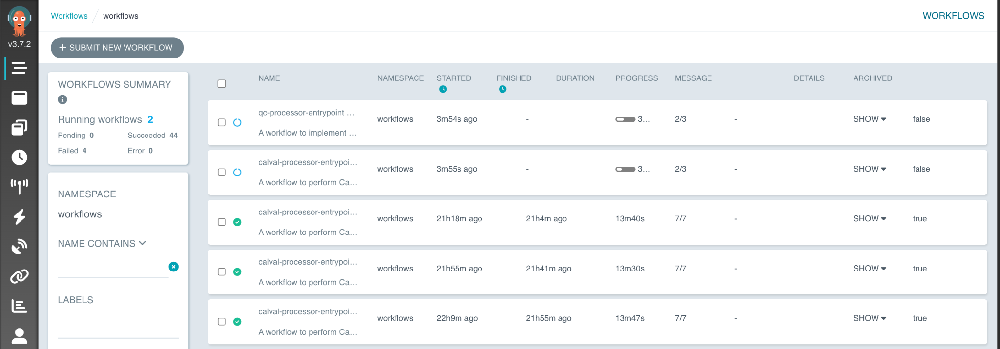 Workflows / workflows
WORKFLOWS
v3.7.2
+ SUBMIT NEW WORKFLOW
WORKFLOWS SUMMARY
Running workflows 2
Pending 0 Succeeded 44
Failed 4 Error 0
NAMESPACE
workflows
NAME CONTAINS
LABELS
NAME NAMESPACE STARTED FINISHED DURATION PROGRESS MESSAGE DETAILS ARCHIVED
qc-processor-entrypoint ...
workflows 3m54s ago - 3... 2/3 - SHOW false
A workflow to implement ...
calval-processor-entrypoi...
workflows 3m55s ago - 3... 2/3 - SHOW false
A workflow to perform Ca...
calval-processor-entrypoi...
workflows 21h18m ago 21h4m ago 13m40s 7/7 - SHOW true
A workflow to perform Ca...
calval-processor-entrypoi...
workflows 21h55m ago 21h41m ago 13m30s 7/7 - SHOW true
A workflow to perform Ca...
calval-processor-entrypoi...
workflows 22h9m ago 21h55m ago 13m47s 7/7 - SHOW true
A workflow to perform Ca...